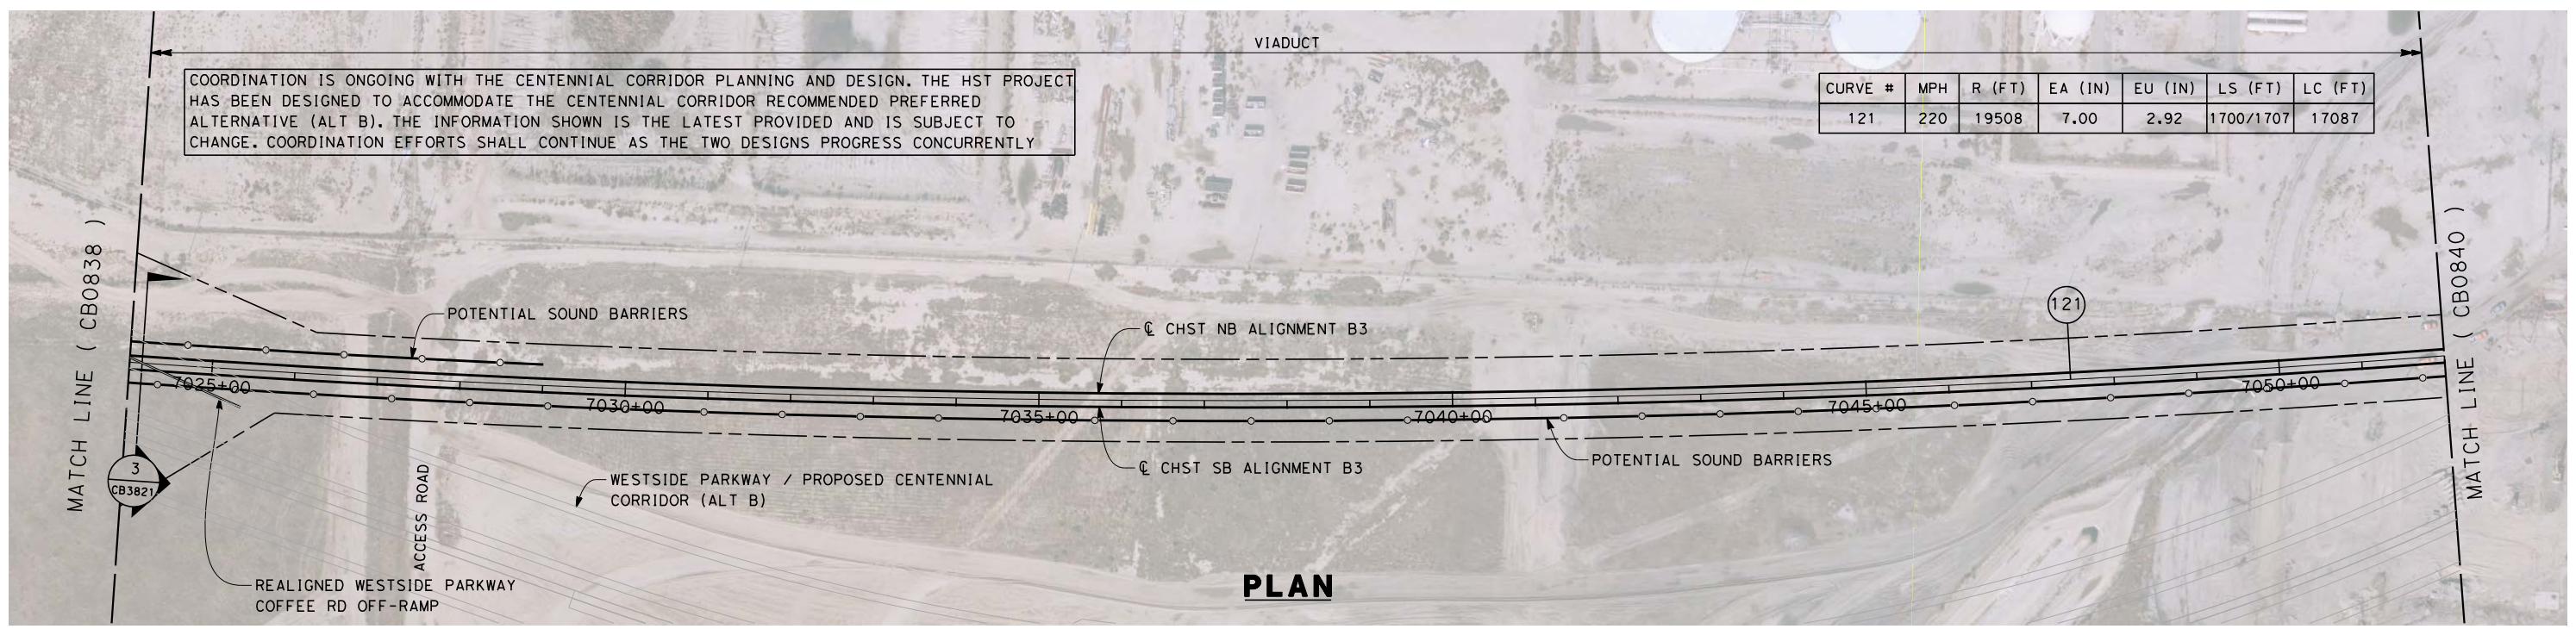 VIADUCT
COORDINATION IS ONGOING WITH THE CENTENNIAL CORRIDOR PLANNING AND DESIGN. THE HST PROJECT
HAS BEEN DESIGNED TO ACCOMMODATE THE CENTENNIAL CORRIDOR RECOMMENDED PREFERRED
ALTERNATIVE (ALT B). THE INFORMATION SHOWN IS THE LATEST PROVIDED AND IS SUBJECT TO
CHANGE. COORDINATION EFFORTS SHALL CONTINUE AS THE TWO DESIGNS PROGRESS CONCURRENTLY
CURVE # MPH R (FT) EA (IN) EU (IN) LS (FT) LC (FT)
121 220 19508 7.00 2.92 1700/1707 17087
MATCH LINE ( CB0838 )
MATCH LINE ( CB0840 )
121
POTENTIAL SOUND BARRIERS
℄ CHST NB ALIGNMENT B3
7025+00
7030+00
7035+00
7040+00
7045+00
7050+00
℄ CHST SB ALIGNMENT B3
POTENTIAL SOUND BARRIERS
3
CB3821
ACCESS ROAD
WESTSIDE PARKWAY / PROPOSED CENTENNIAL
CORRIDOR (ALT B)
REALIGNED WESTSIDE PARKWAY
COFFEE RD OFF-RAMP
PLAN